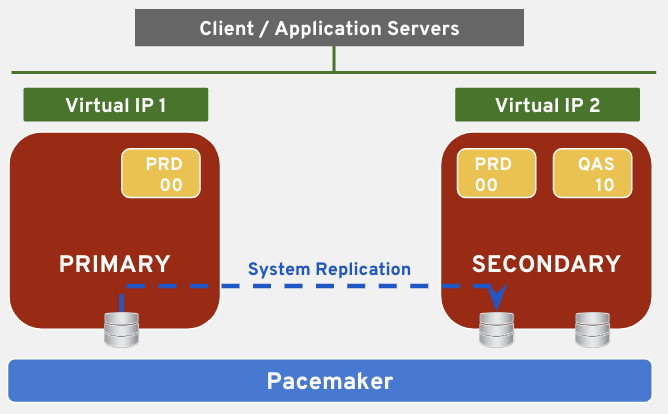 Client / Application Servers
Virtual IP 1
Virtual IP 2
PRD
00
PRD
00
QAS
10
PRIMARY
System Replication
SECONDARY
Pacemaker